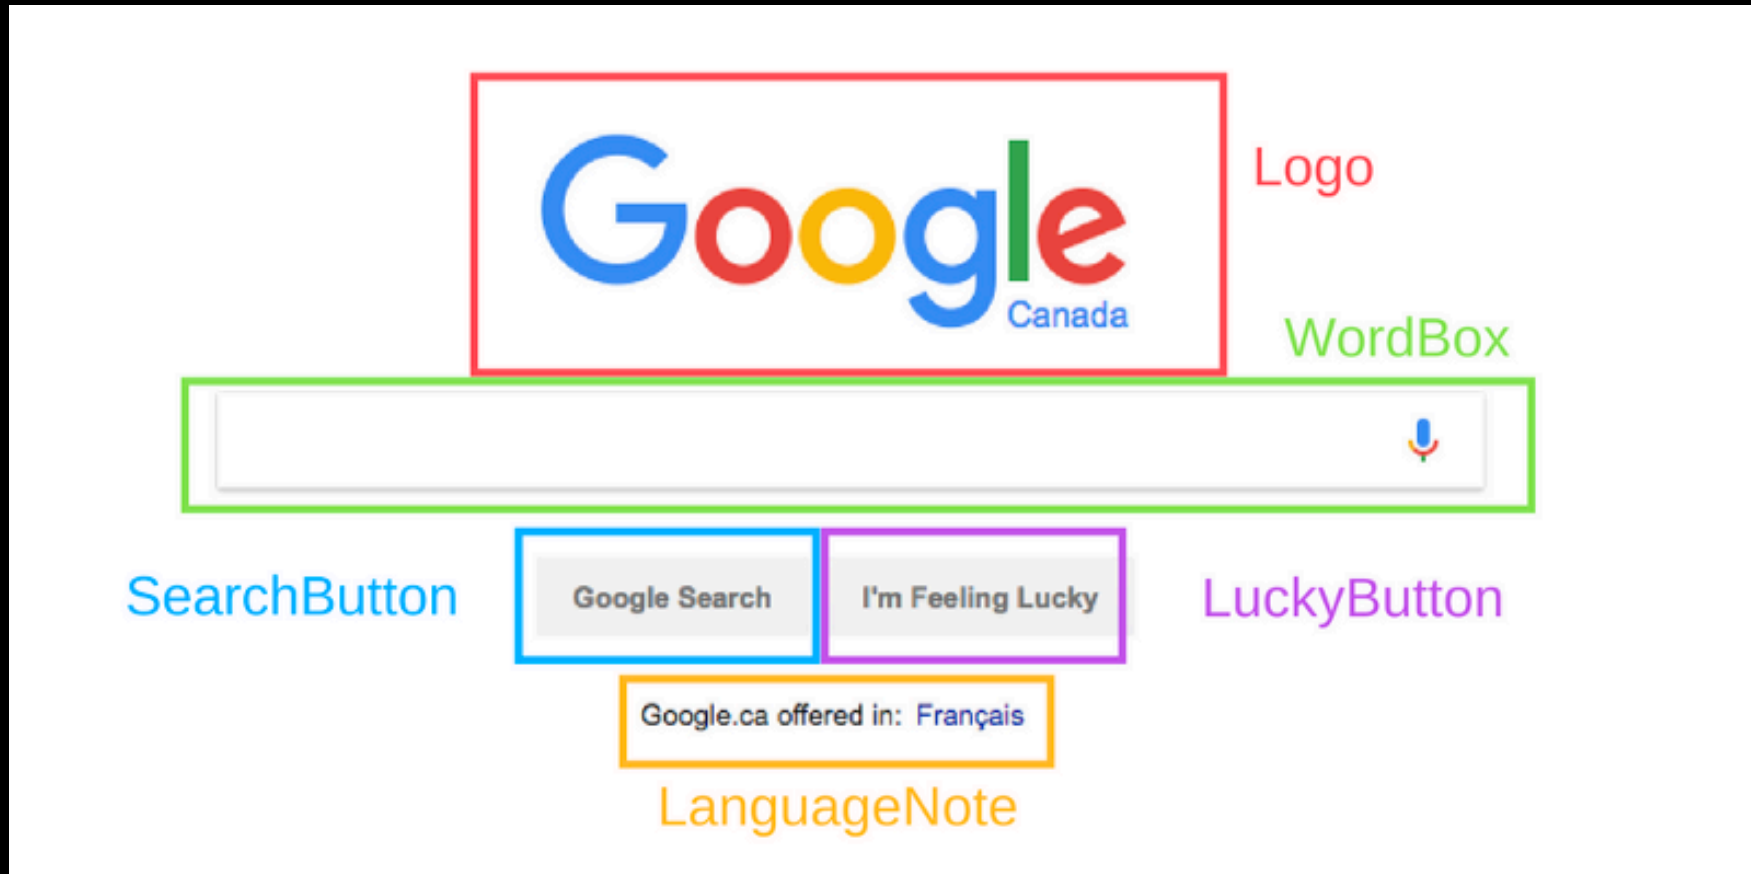 Google
Canada
Logo
WordBox
SearchButton
Google Search
I'm Feeling Lucky
LuckyButton
Google.ca offered in: Français
LanguageNote